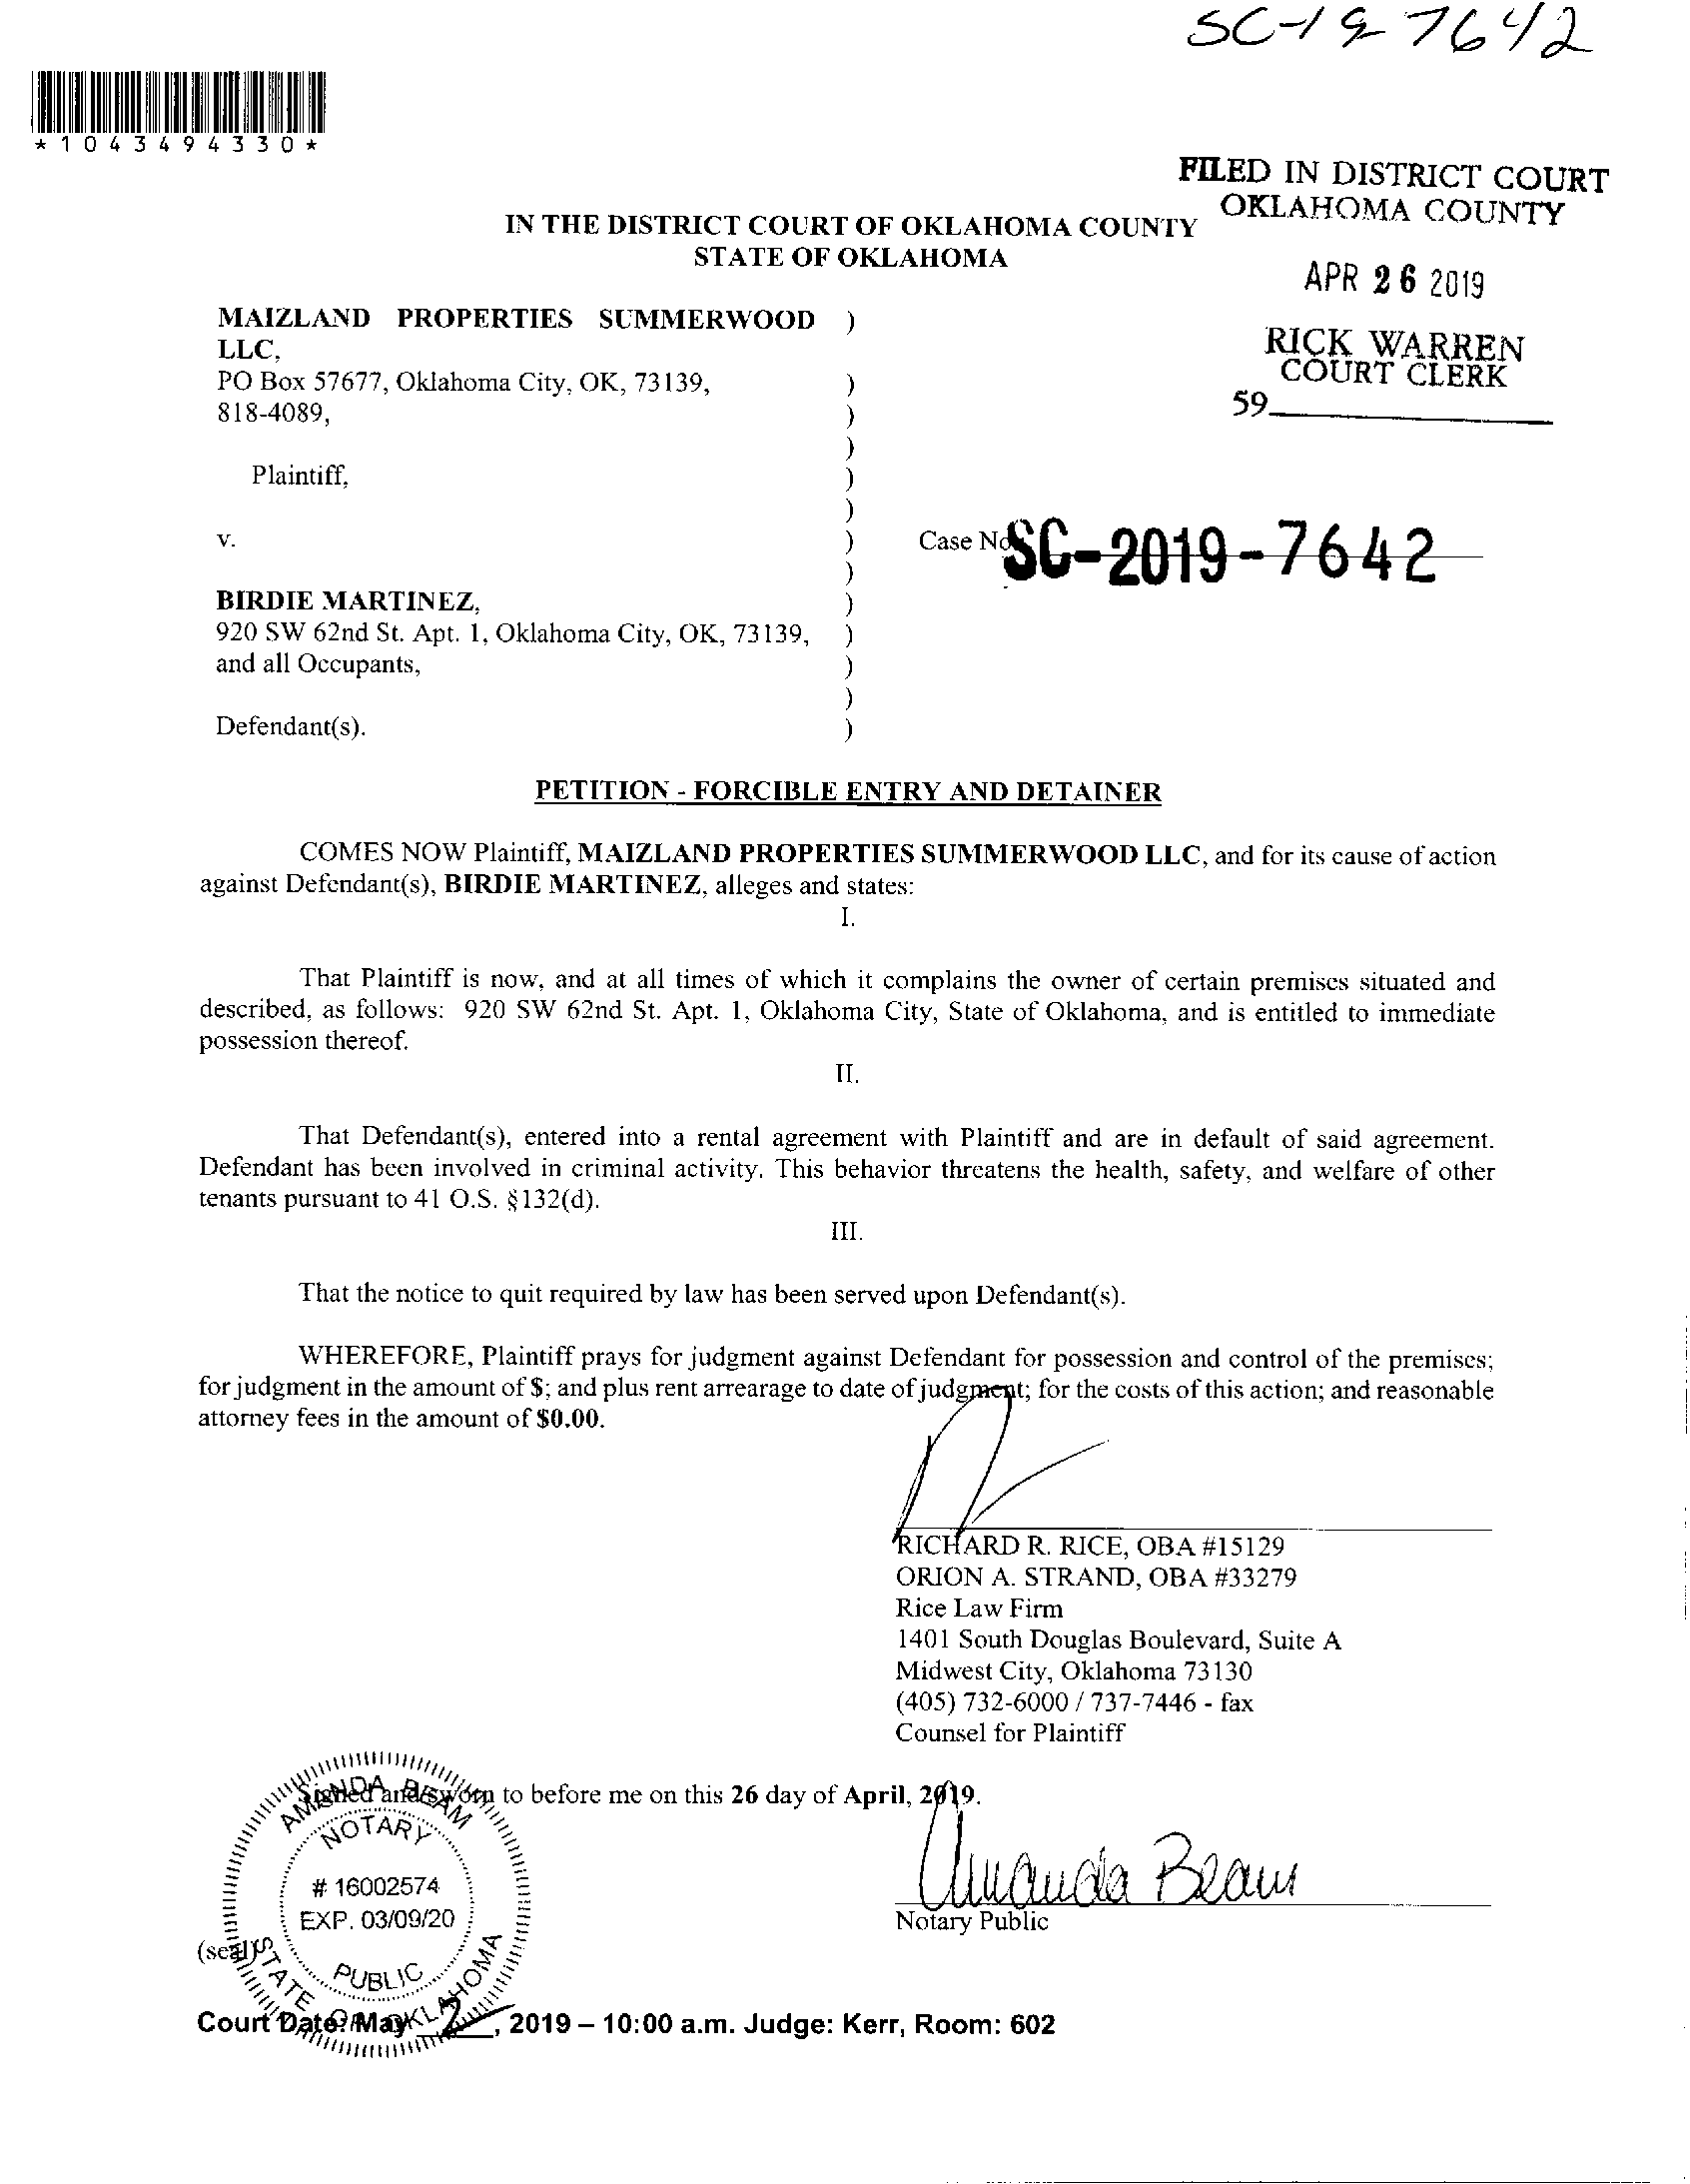 SC-19 7642
*1043494330*
FILED IN DISTRICT COURT
OKLAHOMA COUNTY
IN THE DISTRICT COURT OF OKLAHOMA COUNTY
STATE OF OKLAHOMA
APR 26 2019
RICK WARREN
COURT CLERK
59
MAIZLAND PROPERTIES SUMMERWOOD )
LLC,
PO Box 57677, Oklahoma City, OK, 73139, )
818-4089, )
)
Plaintiff, )
)
v. )
Case No SC-2019-7642
)
BIRDIE MARTINEZ, )
920 SW 62nd St. Apt. 1, Oklahoma City, OK, 73139, )
and all Occupants, )
)
Defendant(s). )
PETITION - FORCIBLE ENTRY AND DETAINER
COMES NOW Plaintiff, MAIZLAND PROPERTIES SUMMERWOOD LLC, and for its cause of action
against Defendant(s), BIRDIE MARTINEZ, alleges and states:
I.
That Plaintiff is now, and at all times of which it complains the owner of certain premises situated and
described, as follows: 920 SW 62nd St. Apt. 1, Oklahoma City, State of Oklahoma, and is entitled to immediate
possession thereof.
II.
That Defendant(s), entered into a rental agreement with Plaintiff and are in default of said agreement.
Defendant has been involved in criminal activity. This behavior threatens the health, safety, and welfare of other
tenants pursuant to 41 O.S. §132(d).
III.
That the notice to quit required by law has been served upon Defendant(s).
WHEREFORE, Plaintiff prays for judgment against Defendant for possession and control of the premises;
for judgment in the amount of $; and plus rent arrearage to date of judgment; for the costs of this action; and reasonable
attorney fees in the amount of $0.00.
RICHARD R. RICE, OBA #15129
ORION A. STRAND, OBA #33279
Rice Law Firm
1401 South Douglas Boulevard, Suite A
Midwest City, Oklahoma 73130
(405) 732-6000 / 737-7446 - fax
Counsel for Plaintiff
Signed and sworn to before me on this 26 day of April, 2019.
AMANDA BEAM
NOTARY
# 16002574
EXP. 03/09/20
PUBLIC
STATE OF OKLAHOMA
Amanda Beam
Notary Public
(seal)
Court Date: May 2, 2019 – 10:00 a.m. Judge: Kerr, Room: 602